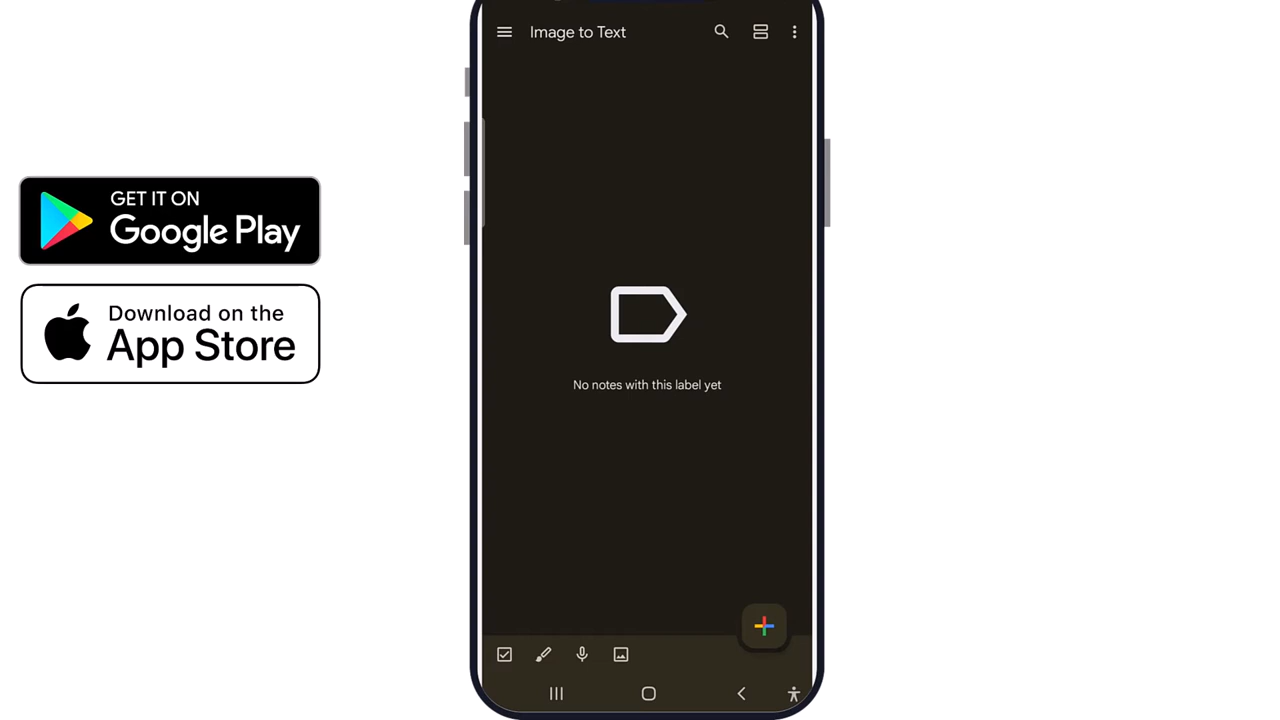 Image to Text
GET IT ON
Google Play
Download on the
App Store
No notes with this label yet